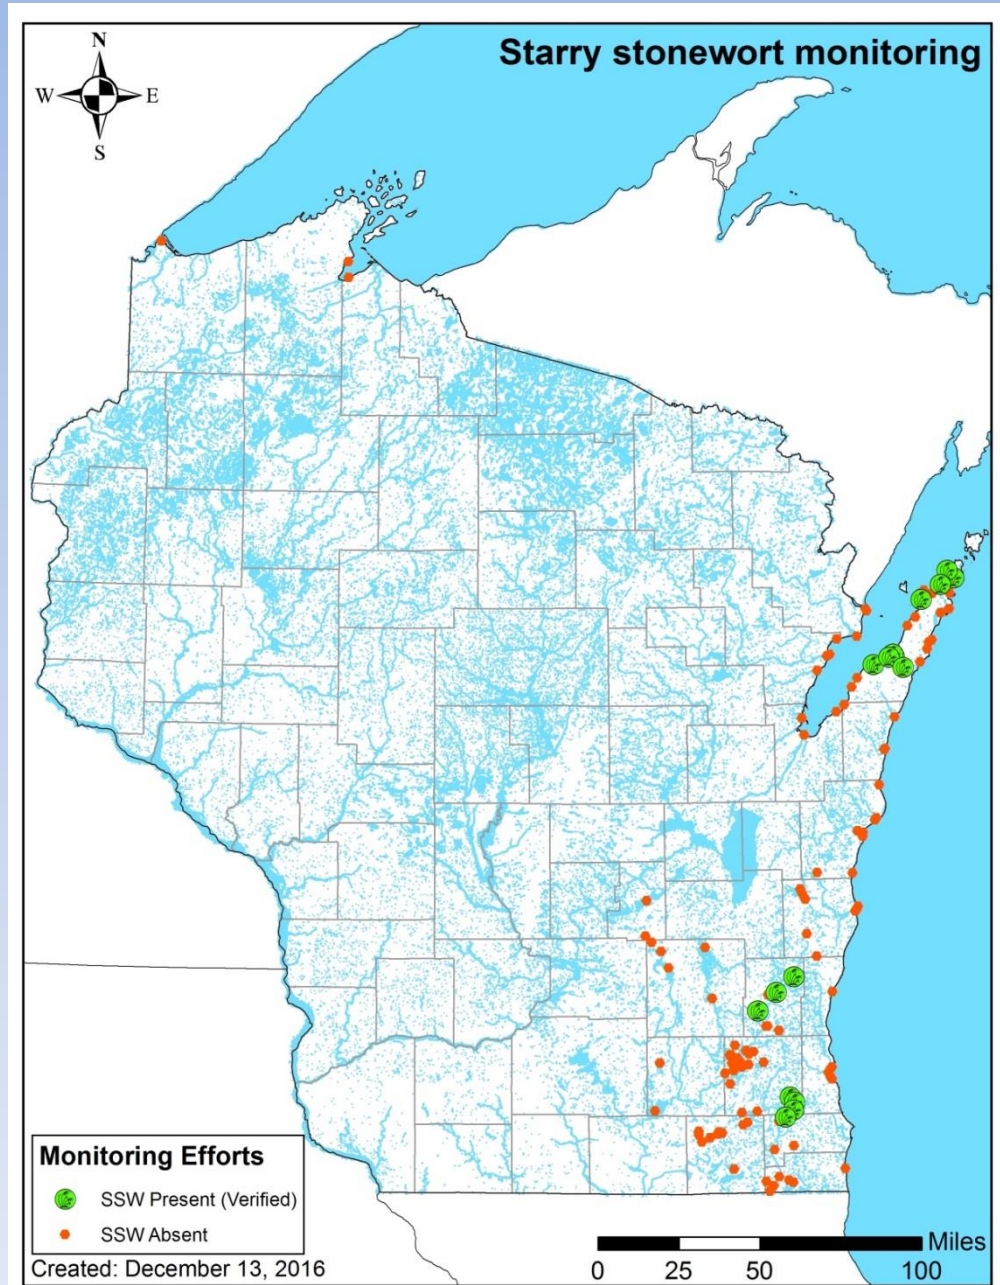 Starry stonewort monitoring
N
W E
S
Monitoring Efforts
SSW Present (Verified)
SSW Absent
Created: December 13, 2016
Miles
0 25 50 100